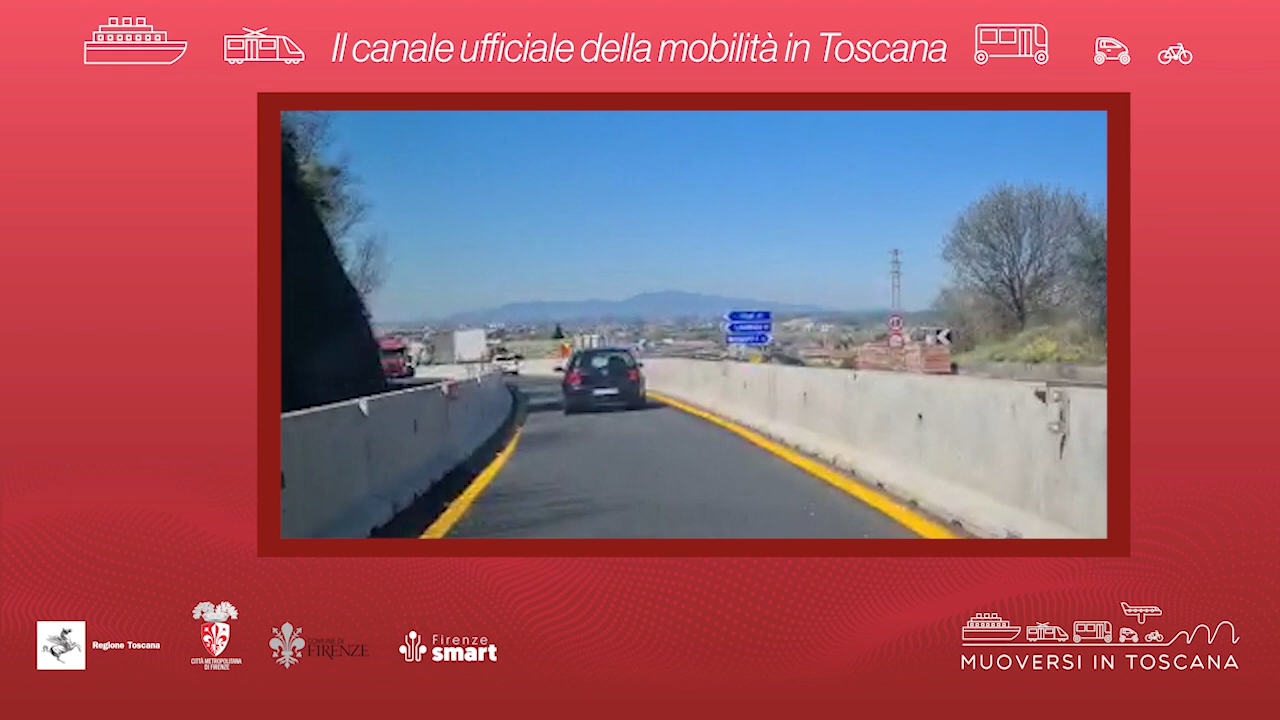 Il canale ufficiale della mobilità in Toscana
Regione Toscana
CITTÀ METROPOLITANA
DI FIRENZE
COMUNE DI
FIRENZE
Firenze
smart
MUOVERSI IN TOSCANA